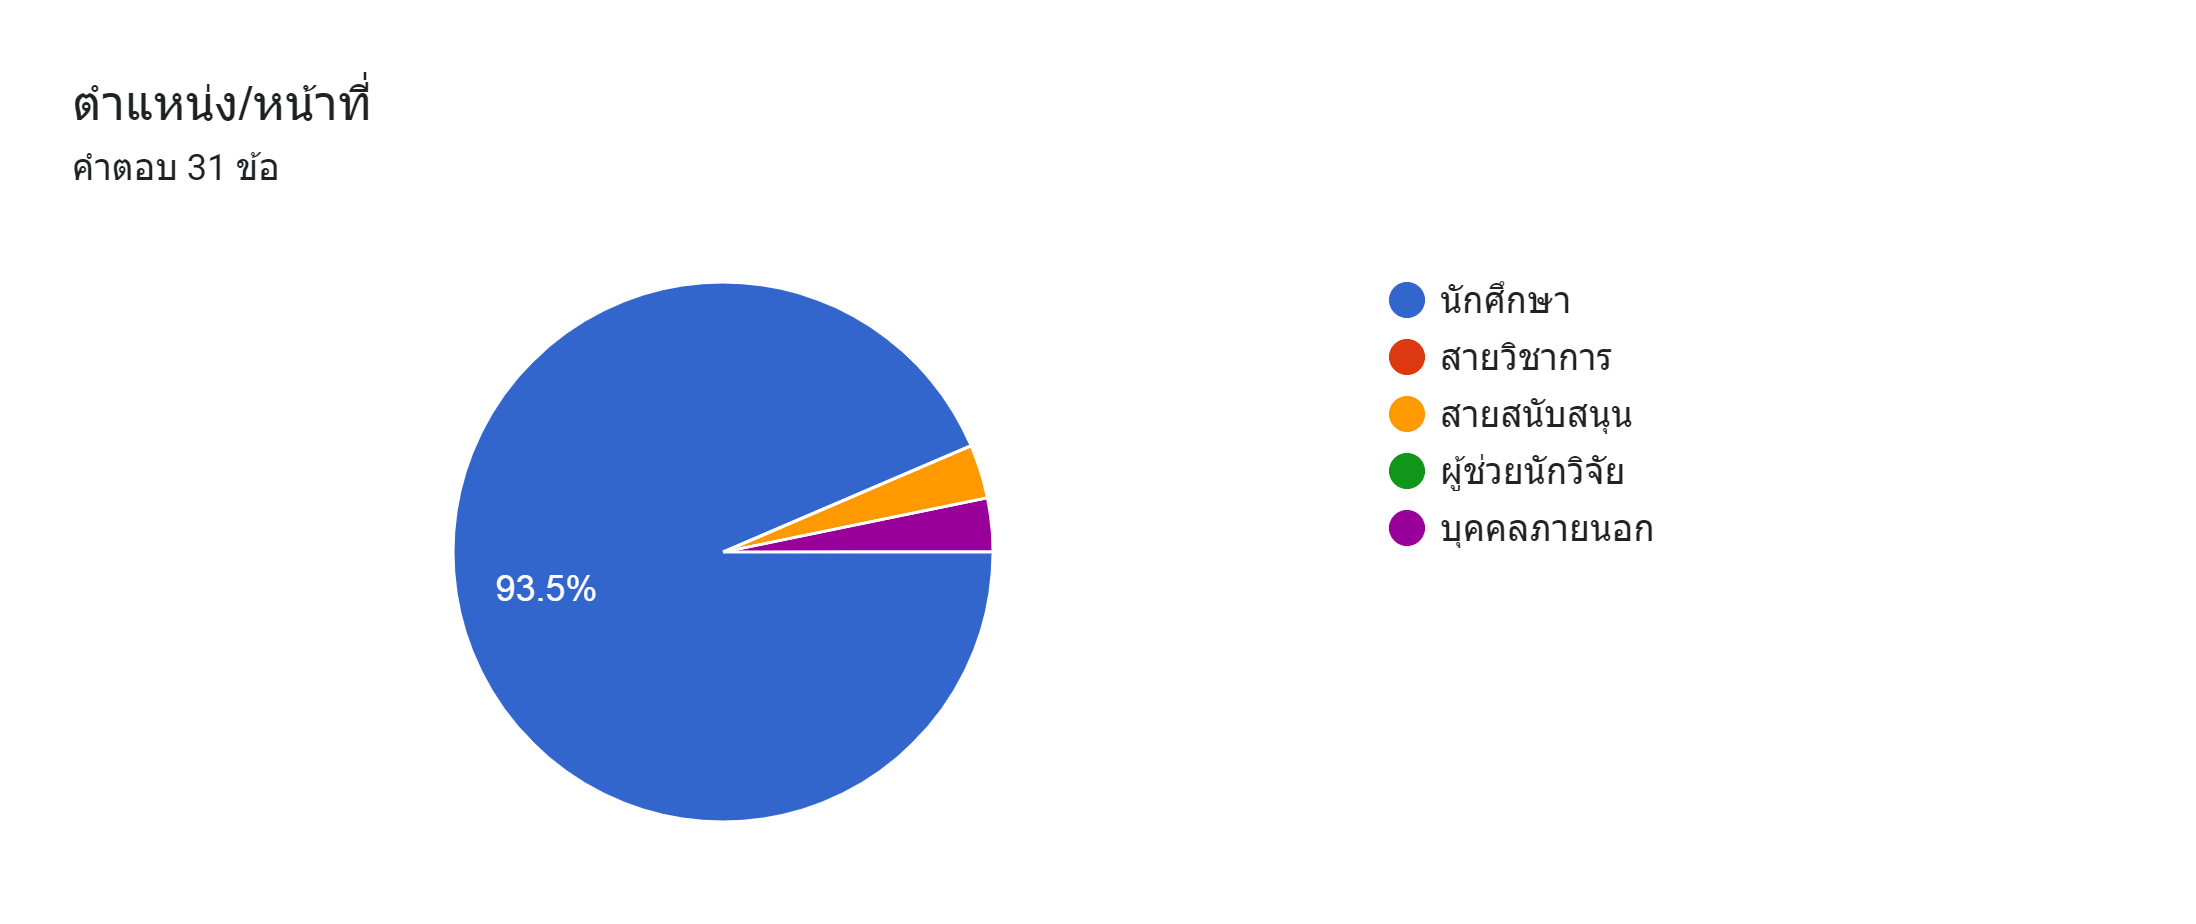 ตำแหน่ง/หน้าที่
คำตอบ 31 ข้อ
93.5%
นักศึกษา
สายวิชาการ
สายสนับสนุน
ผู้ช่วยนักวิจัย
บุคคลภายนอก